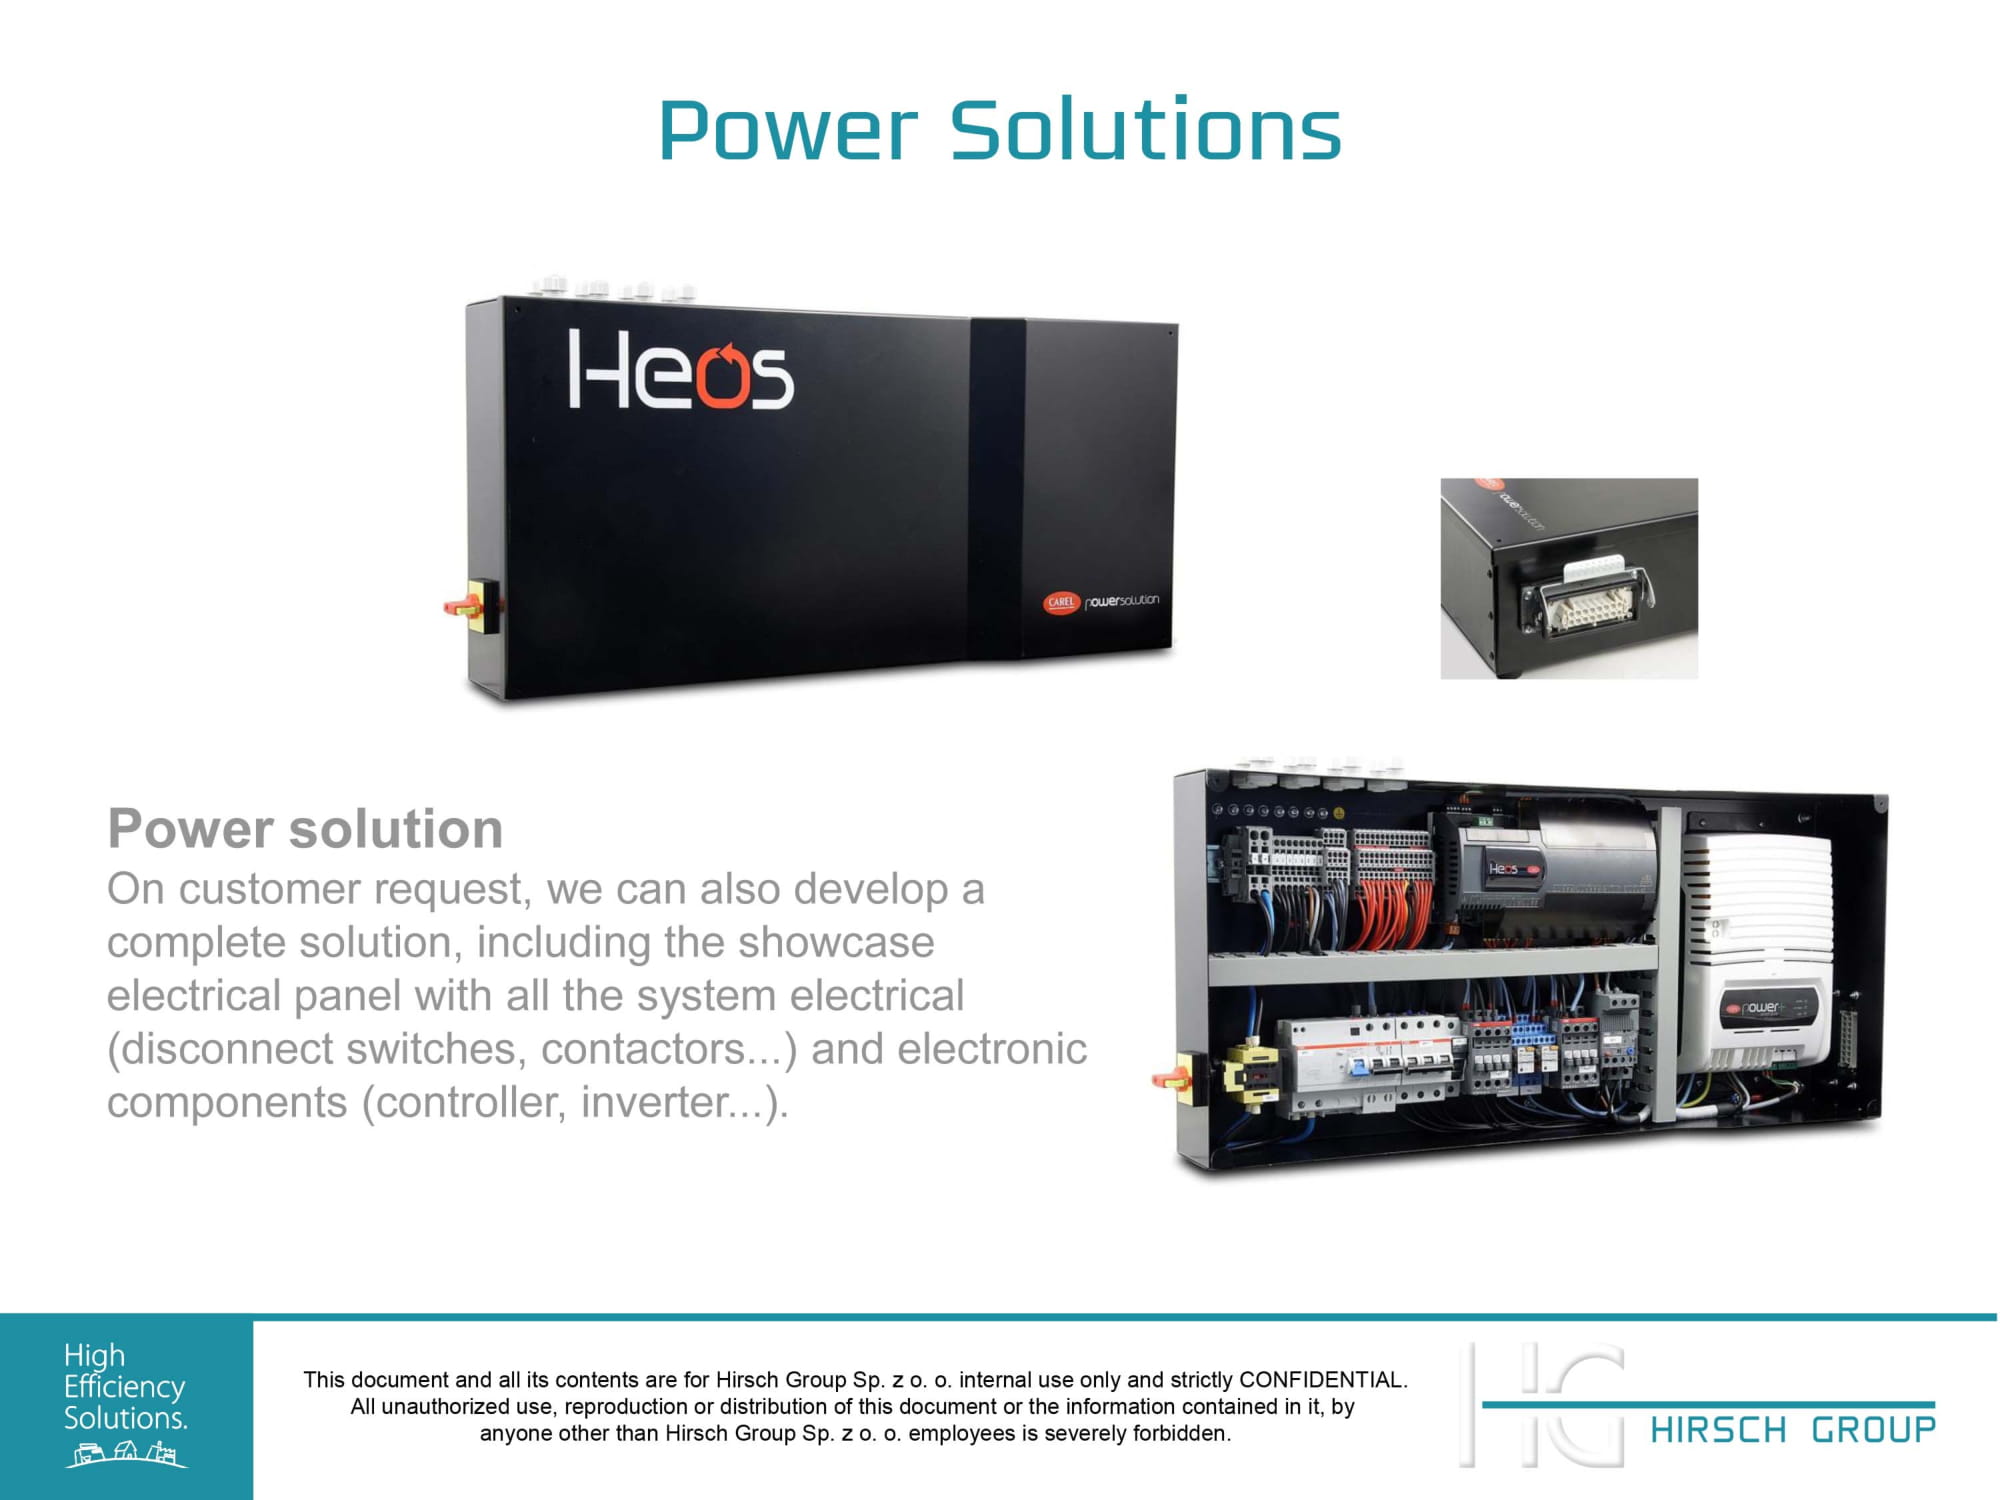 Power Solutions
Heos
CAREL powersolution
powersolution
Power solution
On customer request, we can also develop a
complete solution, including the showcase
electrical panel with all the system electrical
(disconnect switches, contactors...) and electronic
components (controller, inverter...).
Heos
power+
High
Efficiency
Solutions.
This document and all its contents are for Hirsch Group Sp. z o. o. internal use only and strictly CONFIDENTIAL.
All unauthorized use, reproduction or distribution of this document or the information contained in it, by
anyone other than Hirsch Group Sp. z o. o. employees is severely forbidden.
HG
HIRSCH GROUP